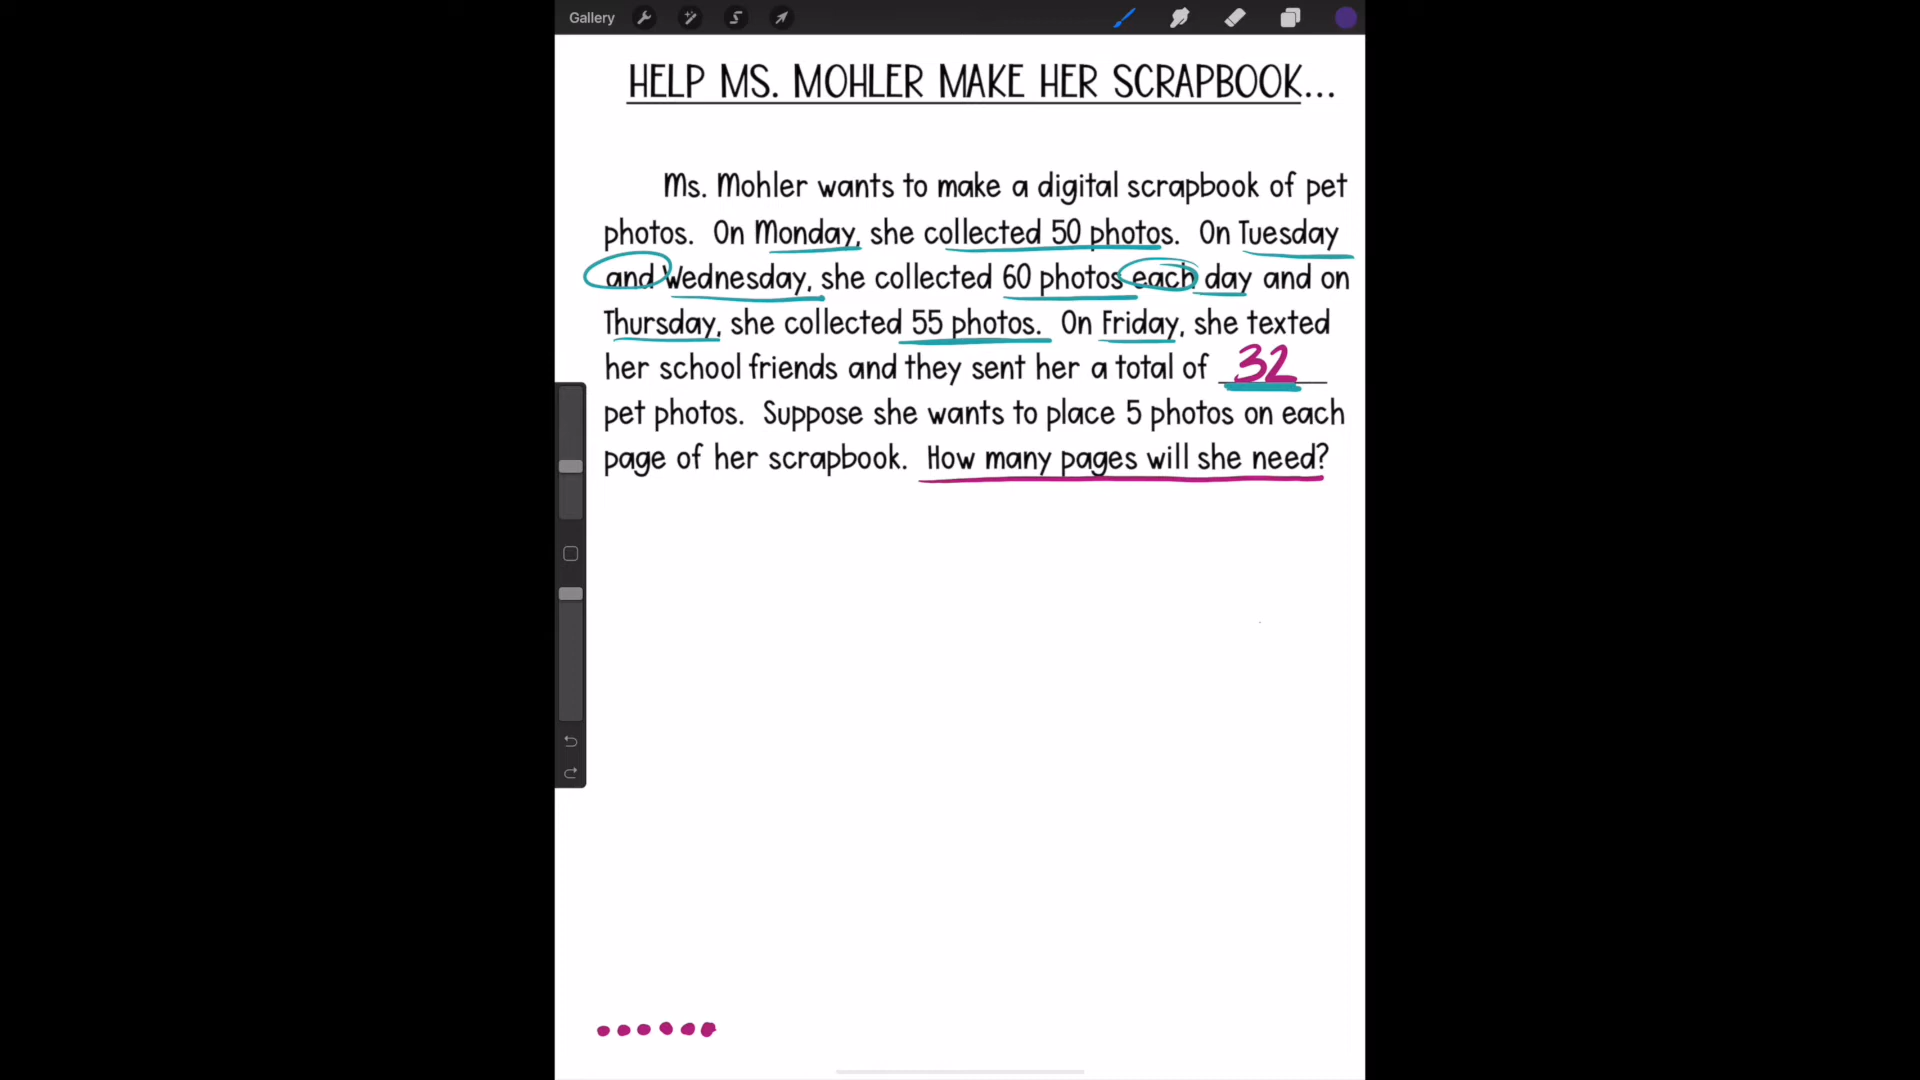 Gallery
HELP MS. MOHLER MAKE HER SCRAPBOOK...
Ms. Mohler wants to make a digital scrapbook of pet
photos. On Monday, she collected 50 photos. On Tuesday
and Wednesday, she collected 60 photos each day and on
Thursday, she collected 55 photos. On Friday, she texted
her school friends and they sent her a total of 32
pet photos. Suppose she wants to place 5 photos on each
page of her scrapbook. How many pages will she need?